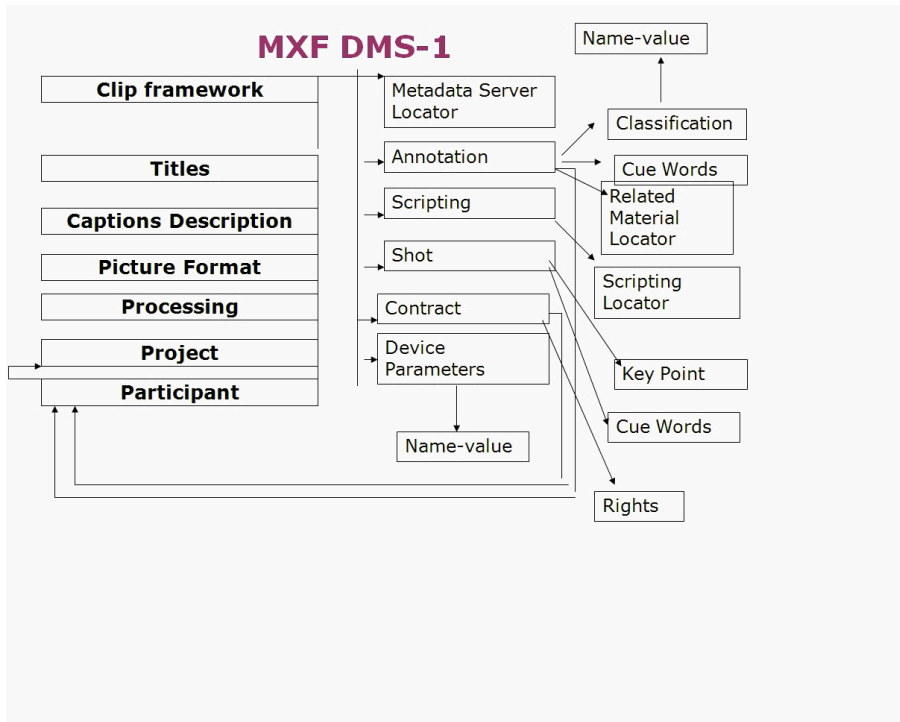 MXF DMS-1
Clip framework
Titles
Captions Description
Picture Format
Processing
Project
Participant
Metadata Server
Locator
Annotation
Scripting
Shot
Contract
Device
Parameters
Name-value
Name-value
Classification
Cue Words
Related
Material
Locator
Scripting
Locator
Key Point
Cue Words
Rights